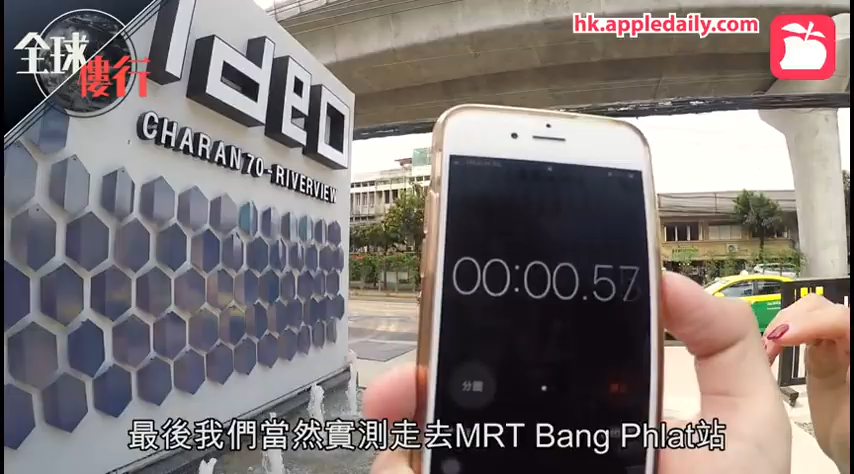 hk.appledaily.com
全球
樓行
Ideo
CHARAN 70 - RIVERVIEW
00:00.57
分圈
最後我們當然實測走去MRT Bang Phlat站